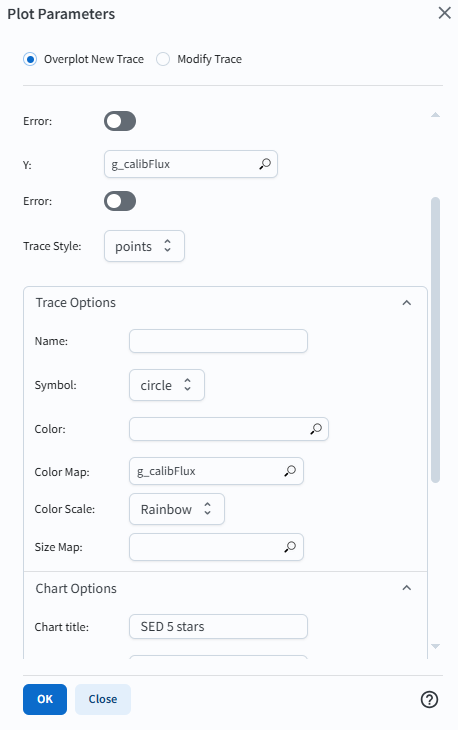 Plot Parameters
Overplot New Trace Modify Trace
Error:
Y: g_calibFlux
Error:
Trace Style: points
Trace Options
Name:
Symbol: circle
Color:
Color Map: g_calibFlux
Color Scale: Rainbow
Size Map:
Chart Options
Chart title: SED 5 stars
OK Close ?